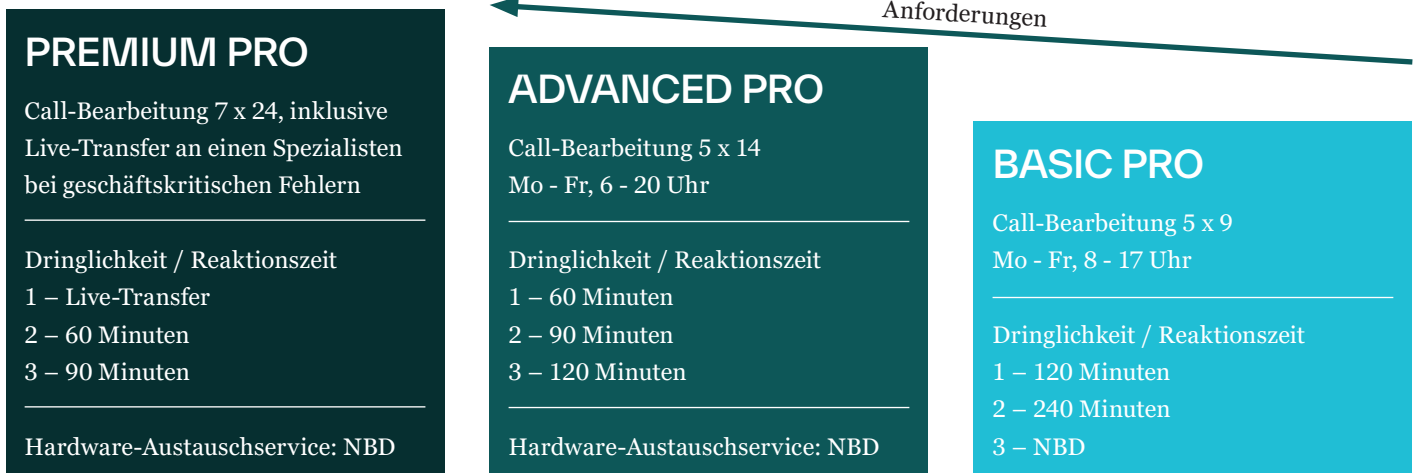 Anforderungen
PREMIUM PRO
Call-Bearbeitung 7 x 24, inklusive
Live-Transfer an einen Spezialisten
bei geschäftskritischen Fehlern
Dringlichkeit / Reaktionszeit
1 – Live-Transfer
2 – 60 Minuten
3 – 90 Minuten
Hardware-Austauschservice: NBD
ADVANCED PRO
Call-Bearbeitung 5 x 14
Mo - Fr, 6 - 20 Uhr
Dringlichkeit / Reaktionszeit
1 – 60 Minuten
2 – 90 Minuten
3 – 120 Minuten
Hardware-Austauschservice: NBD
BASIC PRO
Call-Bearbeitung 5 x 9
Mo - Fr, 8 - 17 Uhr
Dringlichkeit / Reaktionszeit
1 – 120 Minuten
2 – 240 Minuten
3 – NBD